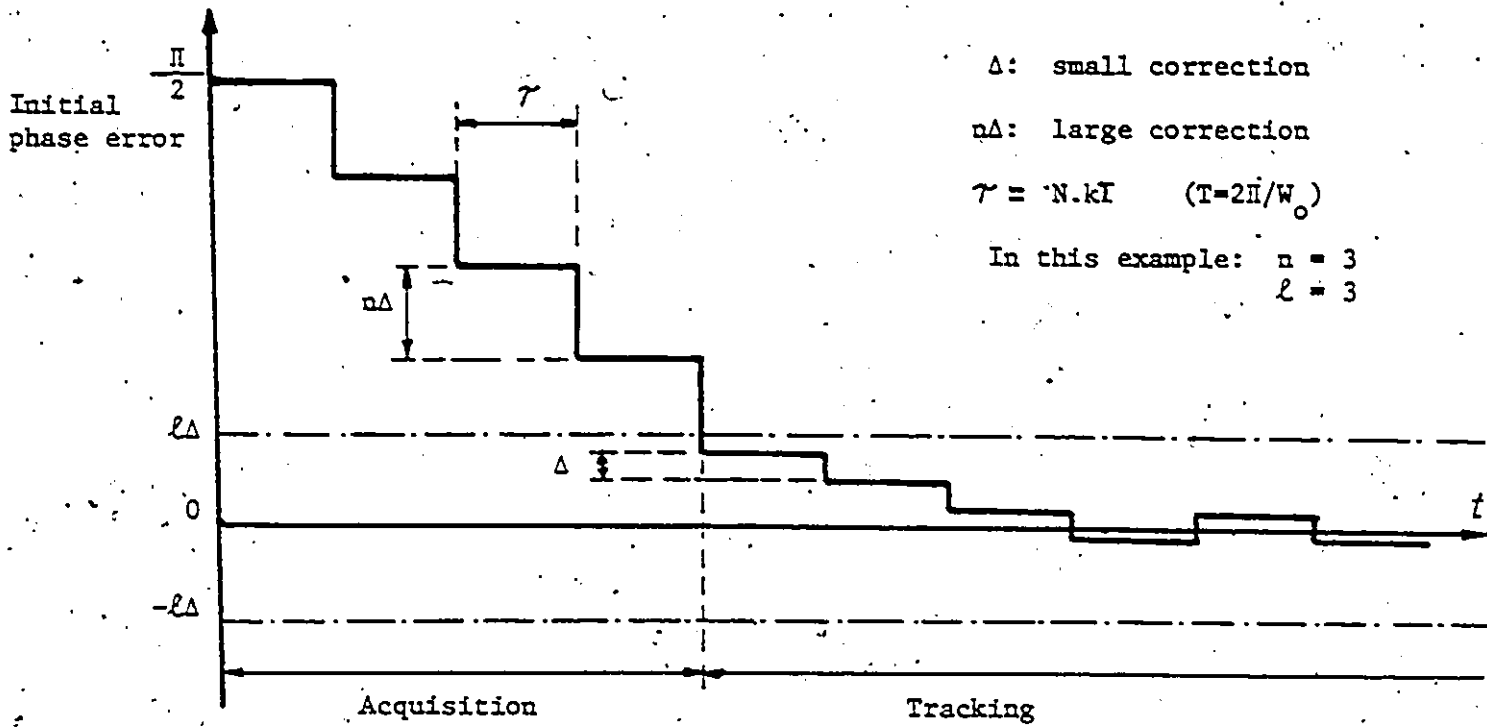 Π
2
Initial
phase error
τ
Δ: small correction
nΔ: large correction
τ = N.kT (T=2Π/W_o)
In this example: n = 3
ℓ = 3
nΔ
ℓΔ
Δ
0
t
-ℓΔ
Acquisition
Tracking